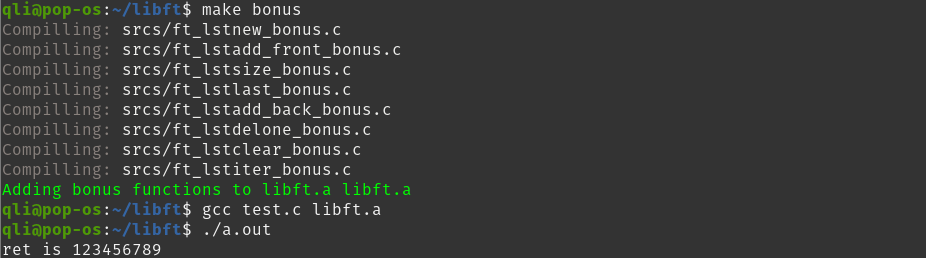 qli@pop-os:~/libft$ make bonus
Compilling: srcs/ft_lstnew_bonus.c
Compilling: srcs/ft_lstadd_front_bonus.c
Compilling: srcs/ft_lstsize_bonus.c
Compilling: srcs/ft_lstlast_bonus.c
Compilling: srcs/ft_lstadd_back_bonus.c
Compilling: srcs/ft_lstdelone_bonus.c
Compilling: srcs/ft_lstclear_bonus.c
Compilling: srcs/ft_lstiter_bonus.c
Adding bonus functions to libft.a libft.a
qli@pop-os:~/libft$ gcc test.c libft.a
qli@pop-os:~/libft$ ./a.out
ret is 123456789